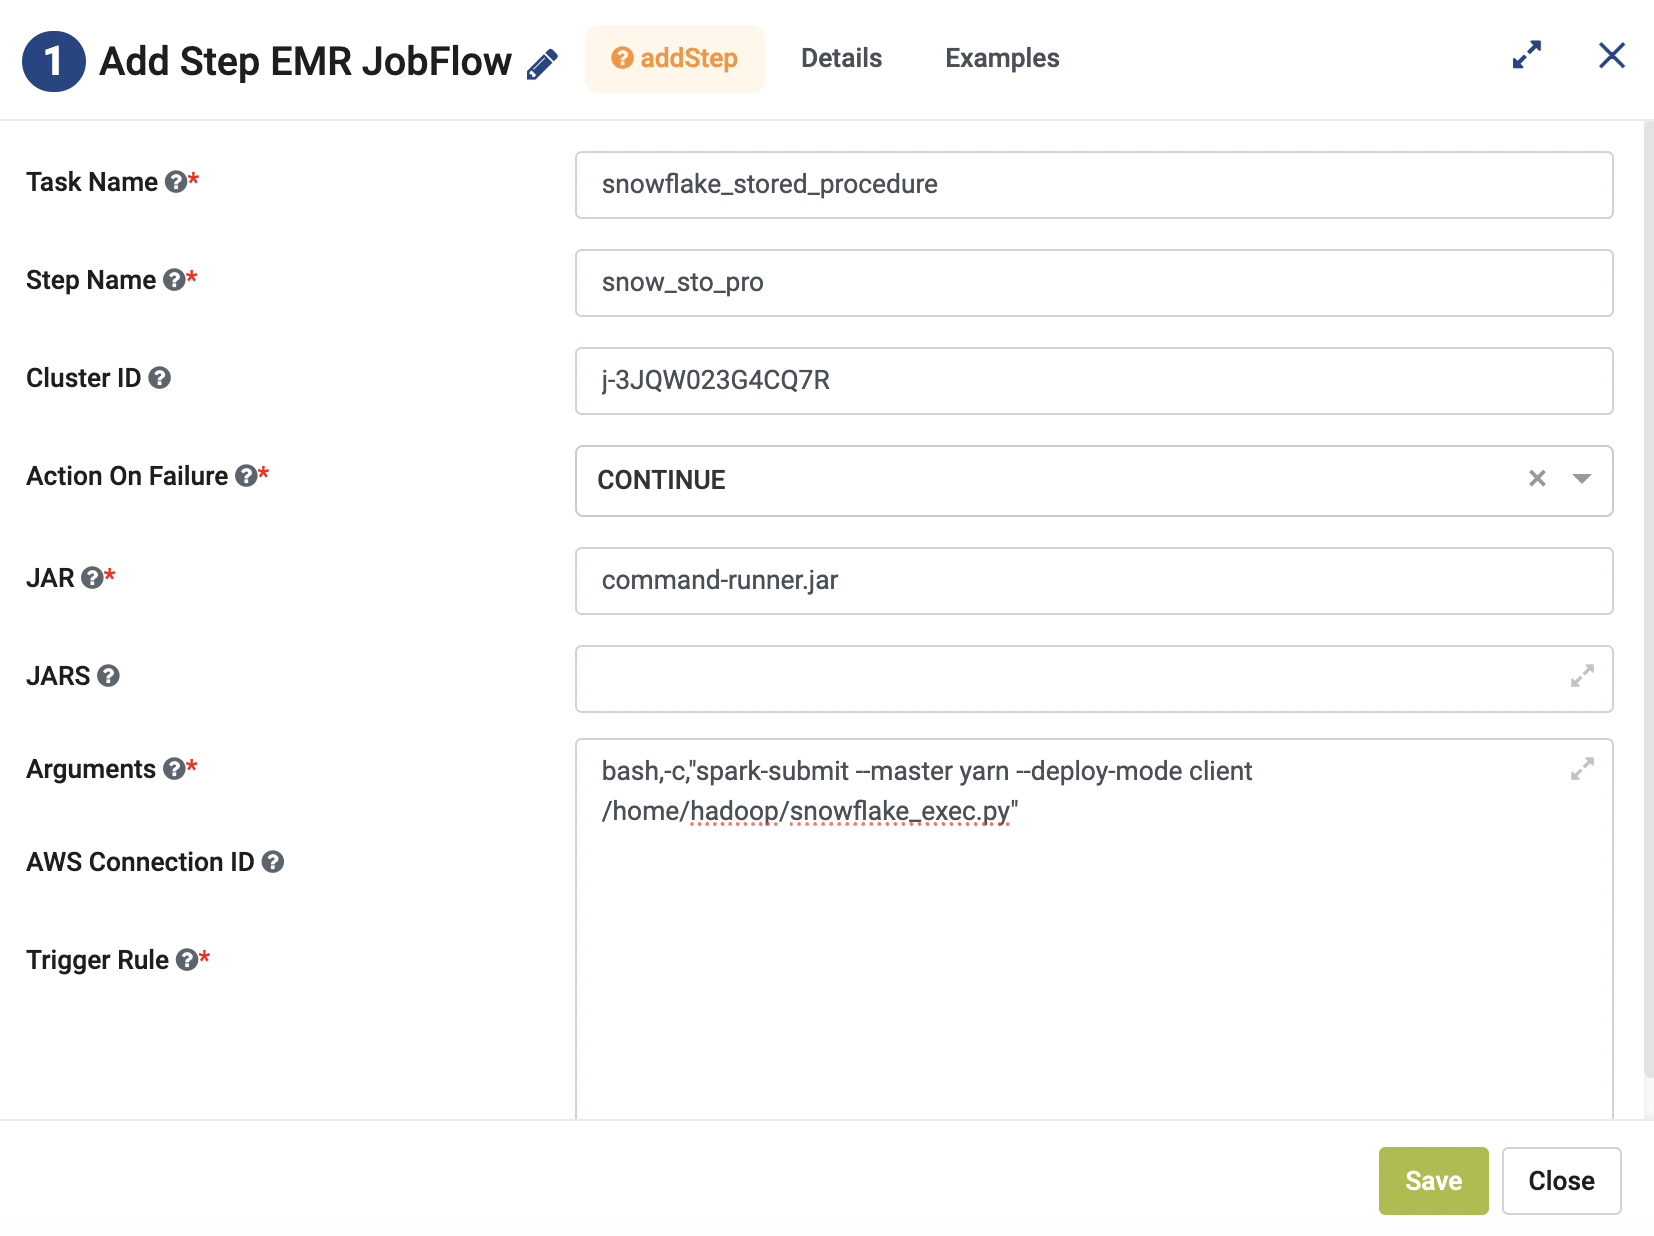 1 Add Step EMR JobFlow addStep Details Examples
Task Name ?* snowflake_stored_procedure
Step Name ?* snow_sto_pro
Cluster ID ? j-3JQW023G4CQ7R
Action On Failure ?* CONTINUE
JAR ?* command-runner.jar
JARS ?
Arguments ?* bash,-c,"spark-submit --master yarn --deploy-mode client
/home/hadoop/snowflake_exec.py"
AWS Connection ID ?
Trigger Rule ?*
Save Close